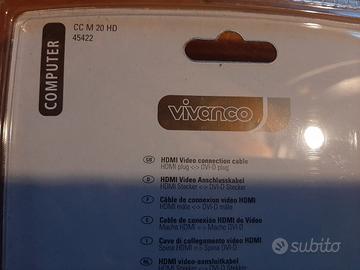 COMPUTER
CC M 20 HD
45422
vivanco
GB HDMI Video connection cable
HDMI plug <-> DVI-D plug
D HDMI Video Anschlusskabel
HDMI Stecker <-> DVI-D Stecker
F Câble de connexion vidéo HDMI
HDMI mâle <-> DVI-D mâle
E Cable de conexión HDMI de Video
Macho HDMI <-> Macho DVI-D
I Cavo di collegamento video HDMI
Spina HDMI <-> Spina DVI-D
NL HDMI video-aansluitkabel
subito